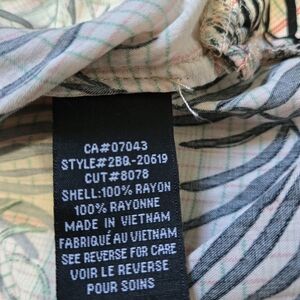 CA#07043
STYLE#2BQ-20619
CUT#8078
SHELL:100% RAYON
100% RAYONNE
MADE IN VIETNAM
FABRIQUÉ AU VIETNAM
SEE REVERSE FOR CARE
VOIR LE REVERSE
POUR SOINS